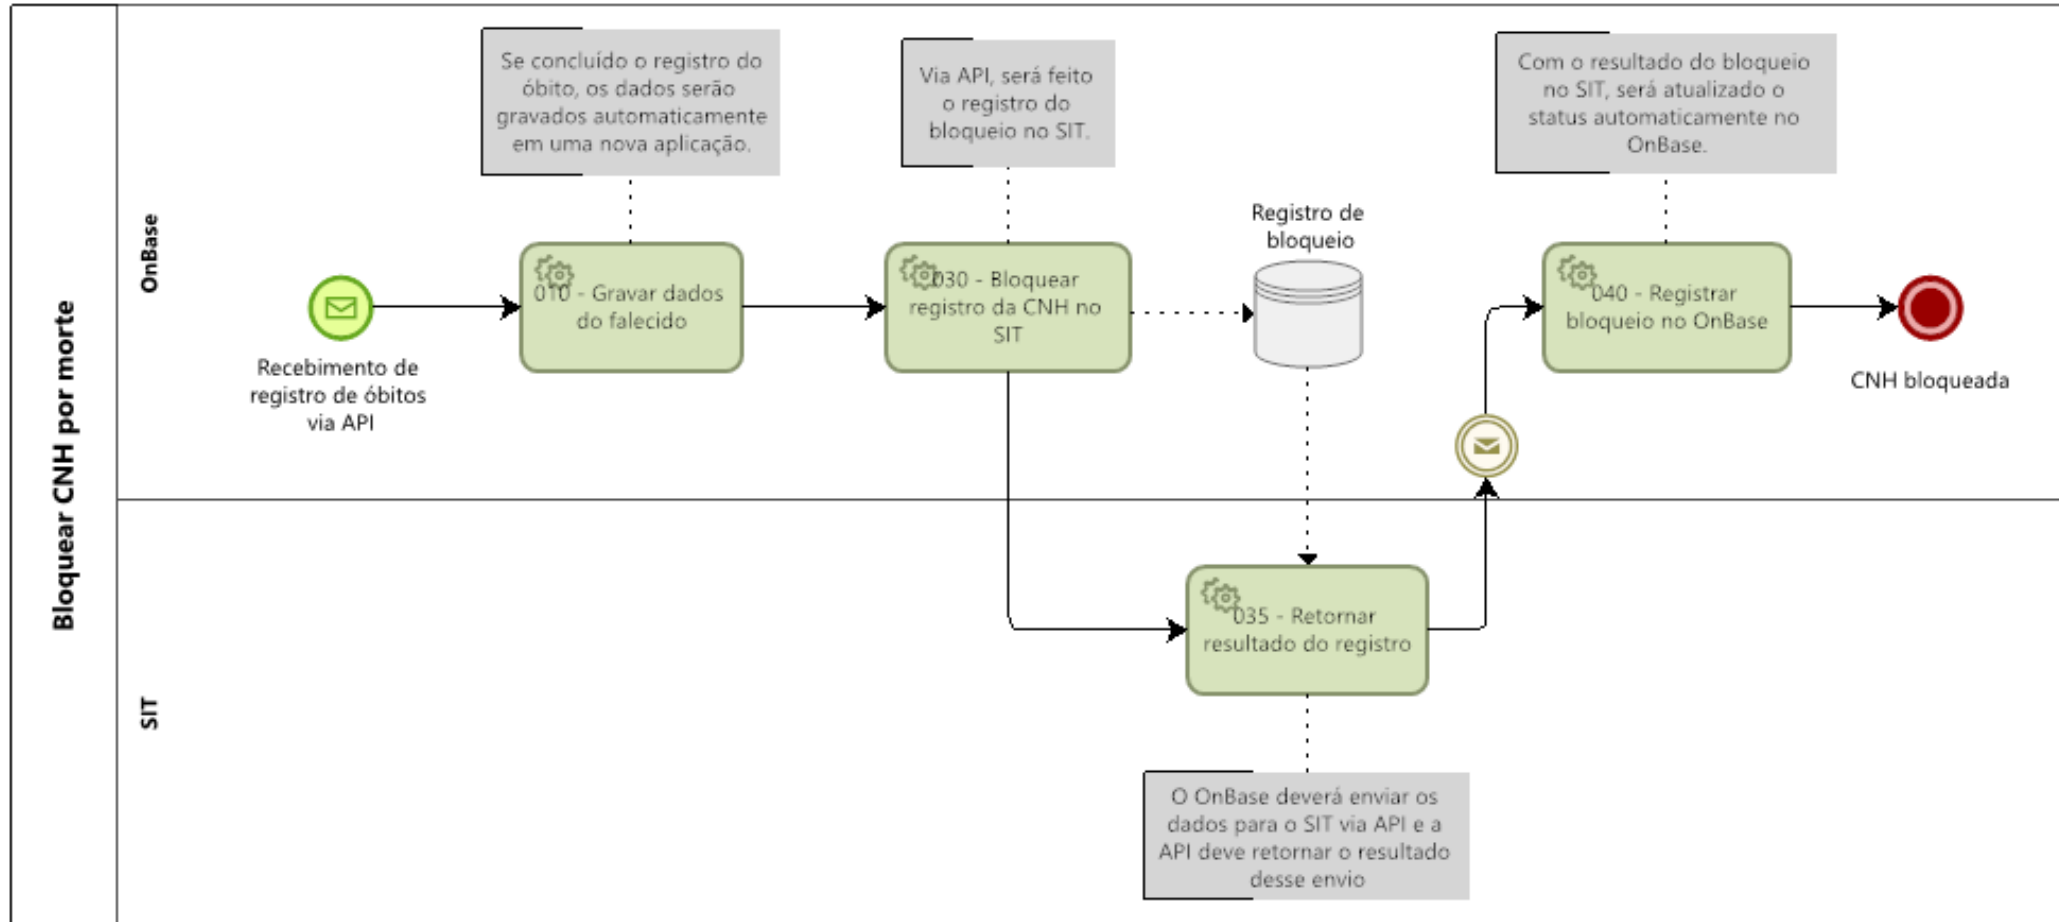 Bloquear CNH por morte
OnBase
Se concluído o registro do
óbito, os dados serão
gravados automaticamente
em uma nova aplicação.
Via API, será feito
o registro do
bloqueio no SIT.
Com o resultado do bloqueio
no SIT, será atualizado o
status automaticamente no
OnBase.
Recebimento de
registro de óbitos
via API
010 - Gravar dados
do falecido
030 - Bloquear
registro da CNH no
SIT
Registro de
bloqueio
040 - Registrar
bloqueio no OnBase
CNH bloqueada
SIT
035 - Retornar
resultado do registro
O OnBase deverá enviar os
dados para o SIT via API e a
API deve retornar o resultado
desse envio